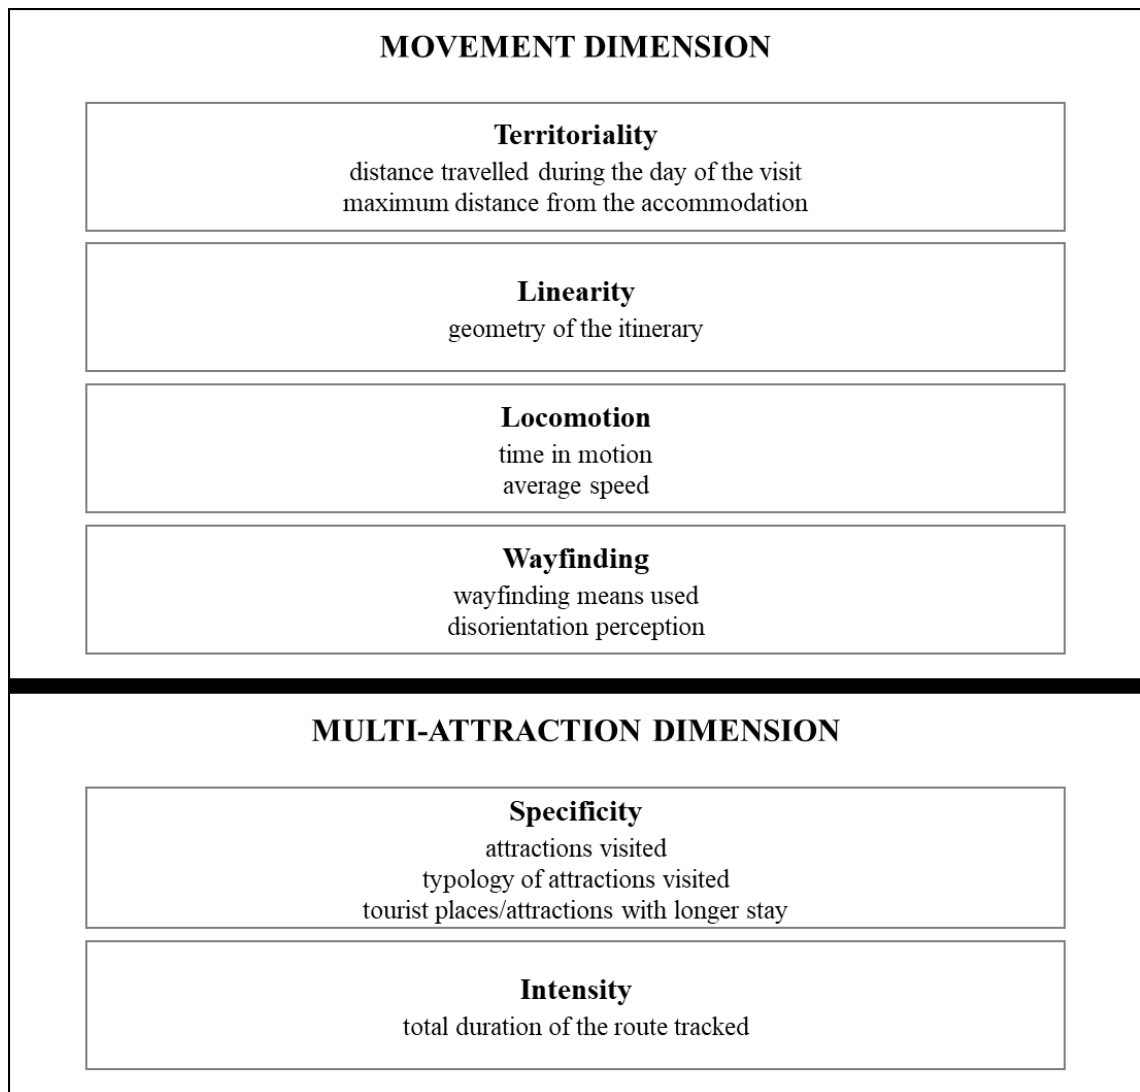 MOVEMENT DIMENSION
Territoriality
distance travelled during the day of the visit
maximum distance from the accommodation
Linearity
geometry of the itinerary
Locomotion
time in motion
average speed
Wayfinding
wayfinding means used
disorientation perception
MULTI-ATTRACTION DIMENSION
Specificity
attractions visited
typology of attractions visited
tourist places/attractions with longer stay
Intensity
total duration of the route tracked